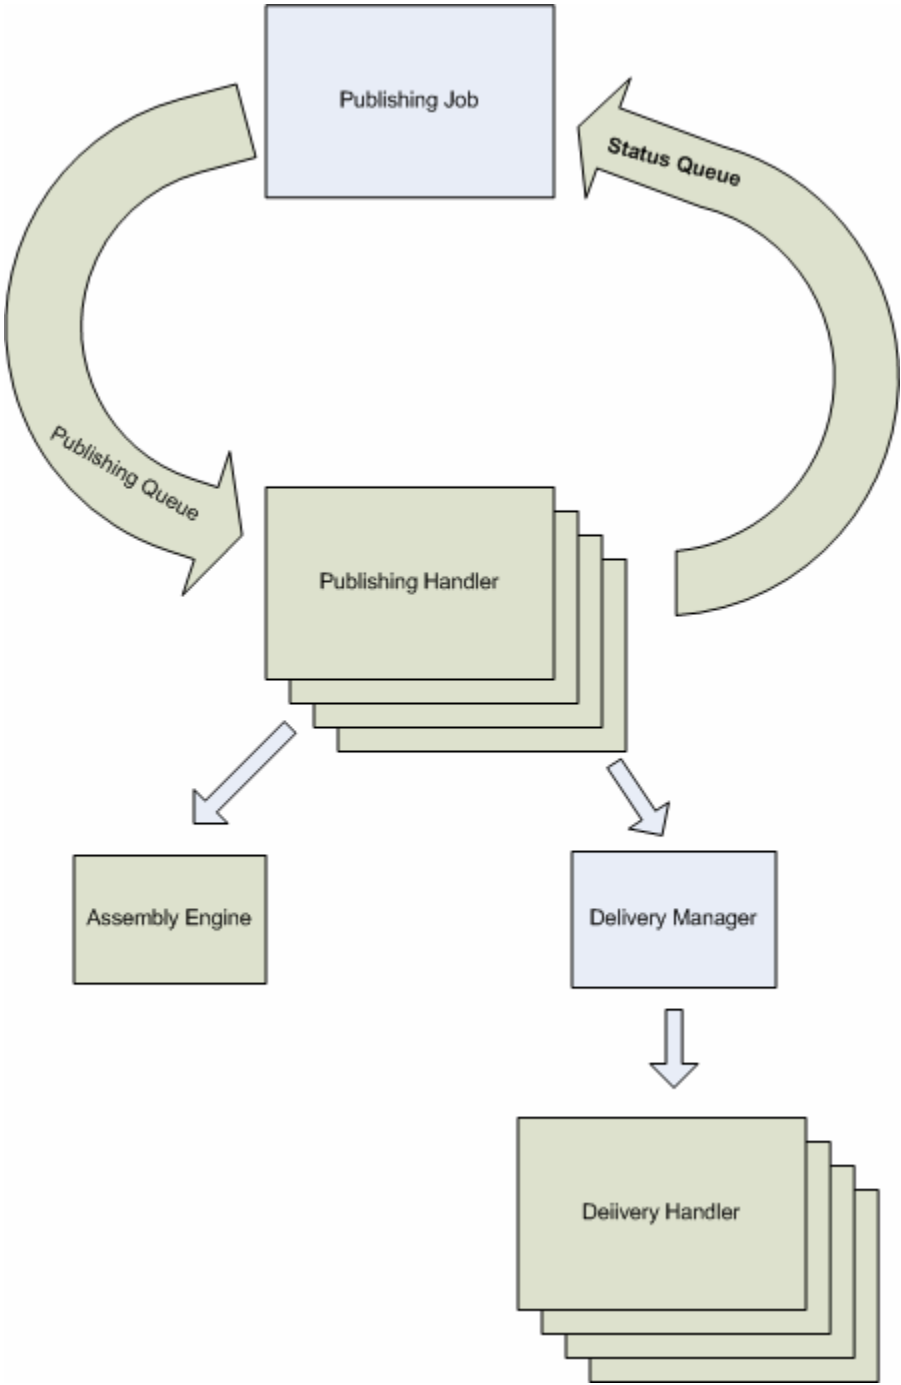 Publishing Job
Status Queue
Publishing Queue
Publishing Handler
Assembly Engine
Delivery Manager
Deiivery Handler